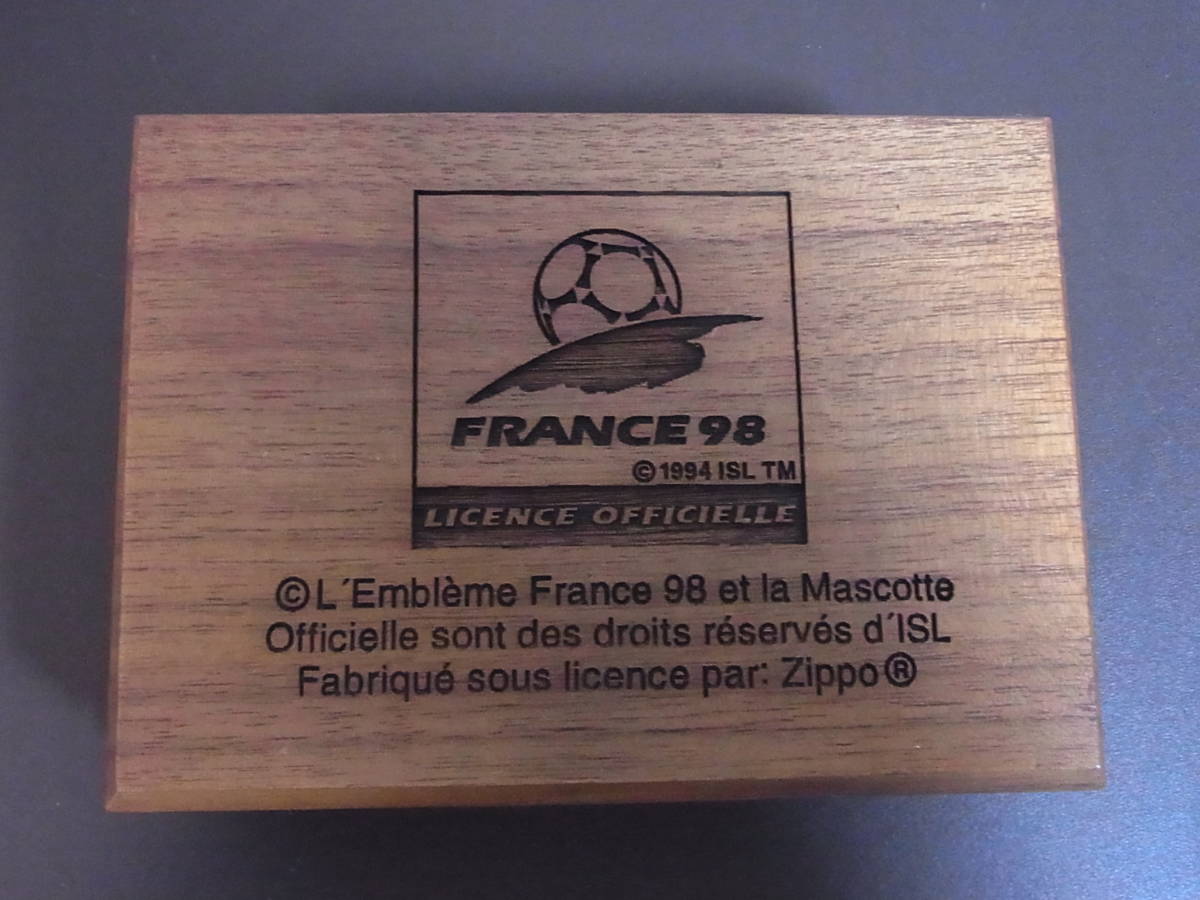 FRANCE 98
©1994 ISL TM
LICENCE OFFICIELLE
©L´Emblème France 98 et la Mascotte
Officielle sont des droits réservés d´ISL
Fabriqué sous licence par: Zippo®